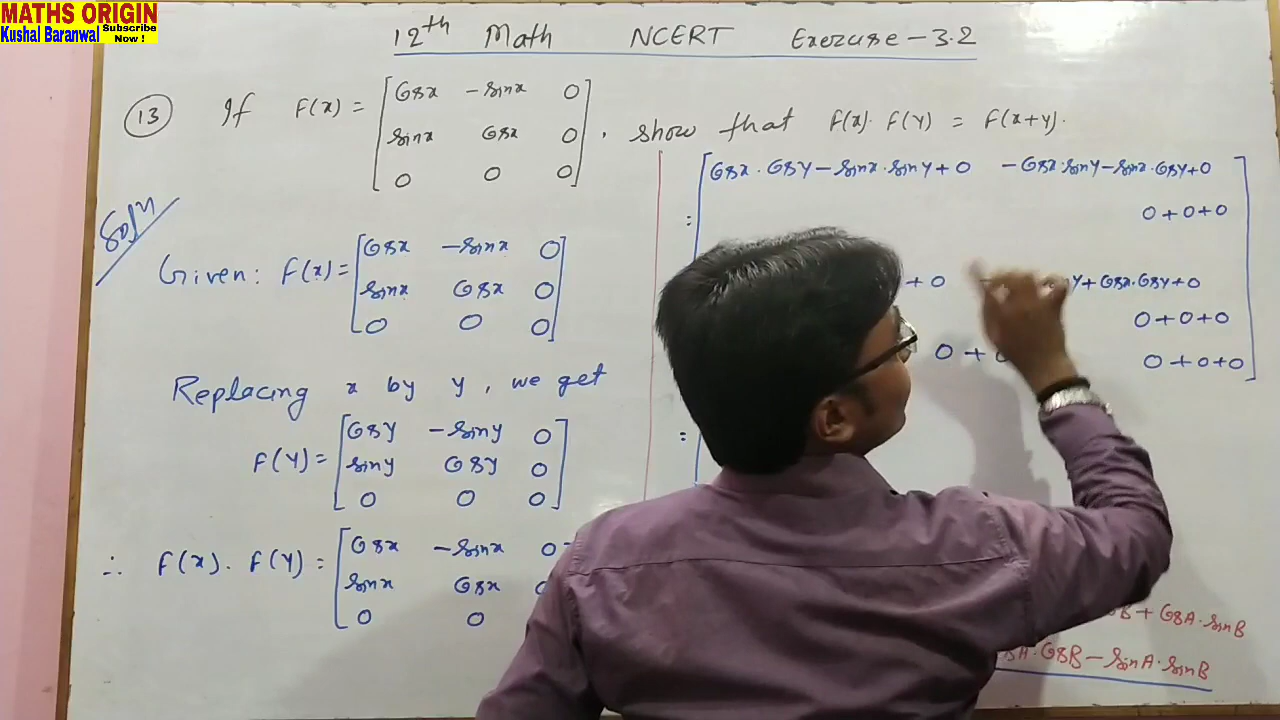 MATHS ORIGIN
Kushal Baranwal Subscribe Now !
12th Math NCERT Exercise-3.2
13 If F(x) = [cosx -sinx 0
sinx cosx 0
0 0 0], show that F(x). F(y) = F(x+y).
Soln
Given: F(x) = [cosx -sinx 0
sinx cosx 0
0 0 0]
Replacing x by y, we get
F(y) = [cosy -siny 0
siny cosy 0
0 0 0]
∴ F(x). F(y) = [cosx -sinx 0
sinx cosx 0
0 0
= [cosx.cosy-sinx.siny+0 -cosx.siny-sinx.cosy+0
0+0+0
+0 y+cosx.cosy+0
0+0+0
0+ 0+0+0]
=
B+cosA.sinB
A.cosB-sinA.sinB